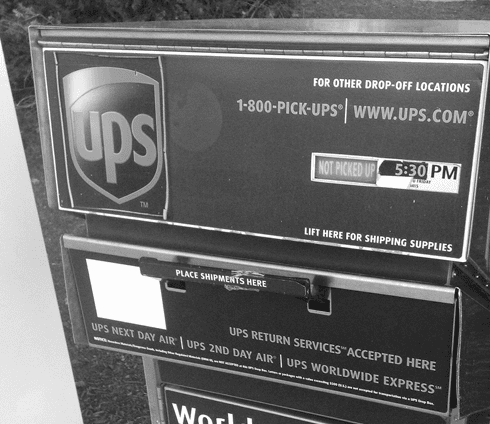 ups
TM
FOR OTHER DROP-OFF LOCATIONS
1-800-PICK-UPS® | WWW.UPS.COM®
NOT PICKED UP 5:30 PM
LIFT HERE FOR SHIPPING SUPPLIES
PLACE SHIPMENTS HERE
UPS RETURN SERVICES℠ ACCEPTED HERE
UPS NEXT DAY AIR® | UPS 2ND DAY AIR® | UPS WORLDWIDE EXPRESS℠